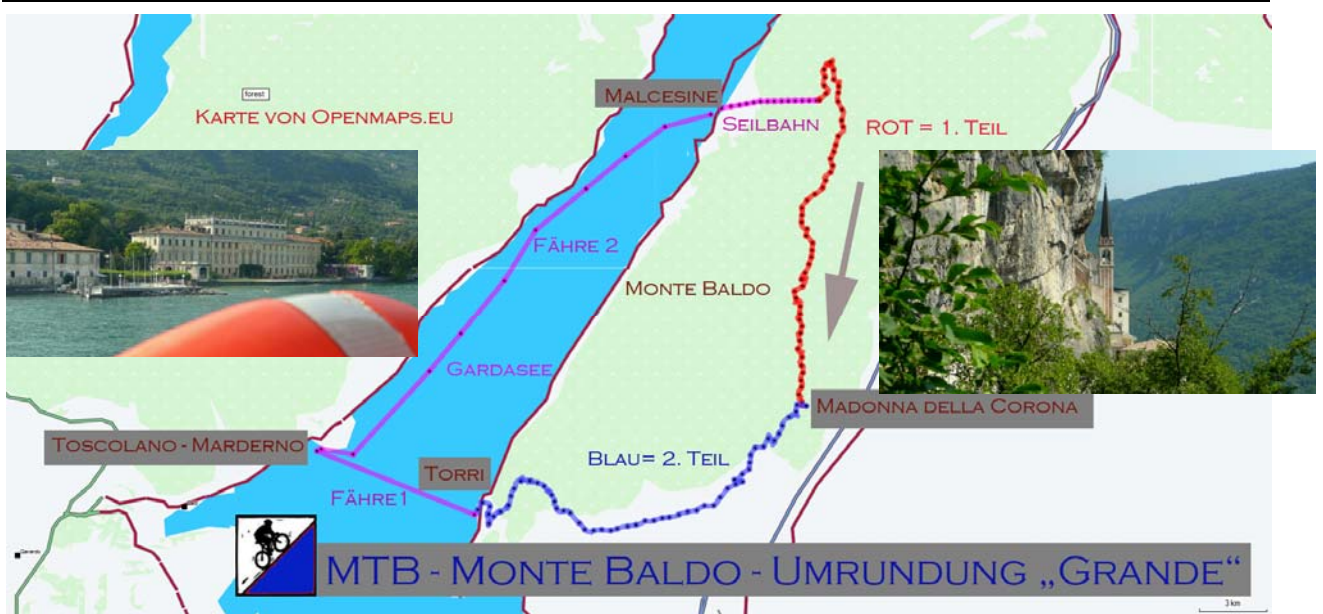 forest
KARTE VON OPENMAPS.EU
MALCESINE
SEILBAHN
ROT = 1. TEIL
FÄHRE 2
MONTE BALDO
GARDASEE
MADONNA DELLA CORONA
TOSCOLANO - MARDERNO
TORRI
BLAU= 2. TEIL
FÄHRE1
MTB - MONTE BALDO - UMRUNDUNG „GRANDE“
3 km